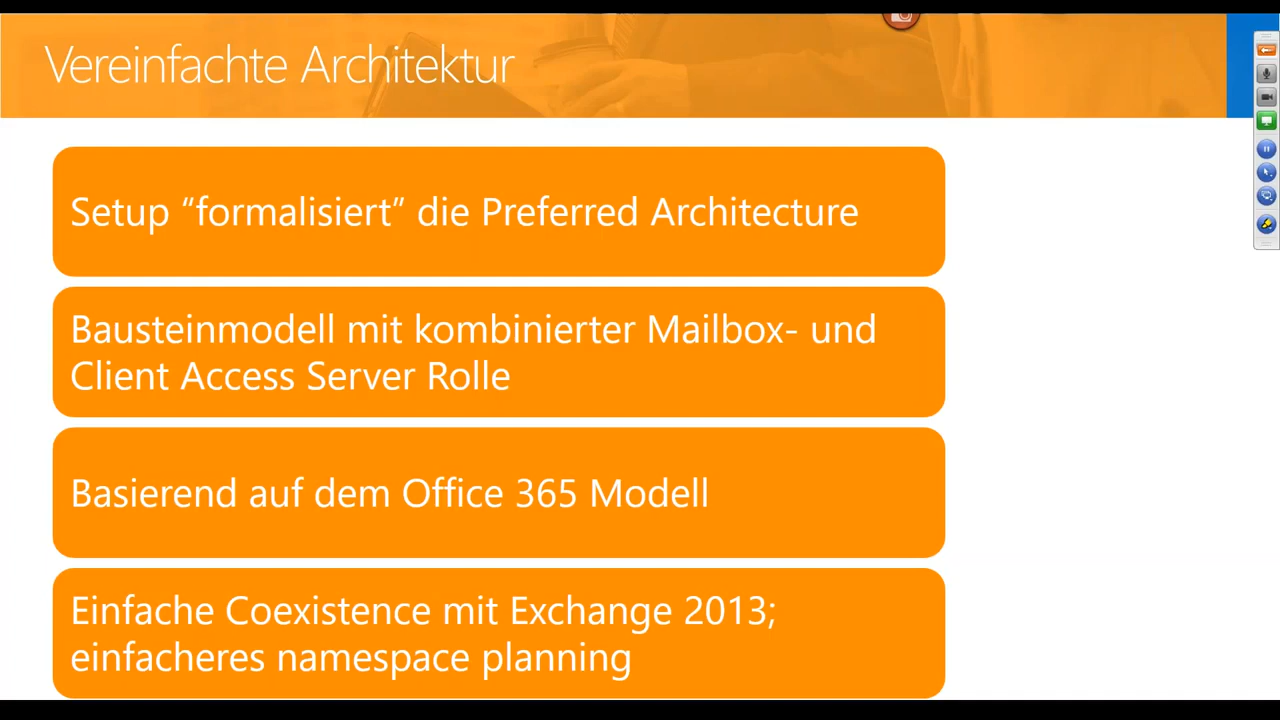 Vereinfachte Architektur
Setup “formalisiert” die Preferred Architecture
Bausteinmodell mit kombinierter Mailbox- und
Client Access Server Rolle
Basierend auf dem Office 365 Modell
Einfache Coexistence mit Exchange 2013;
einfacheres namespace planning